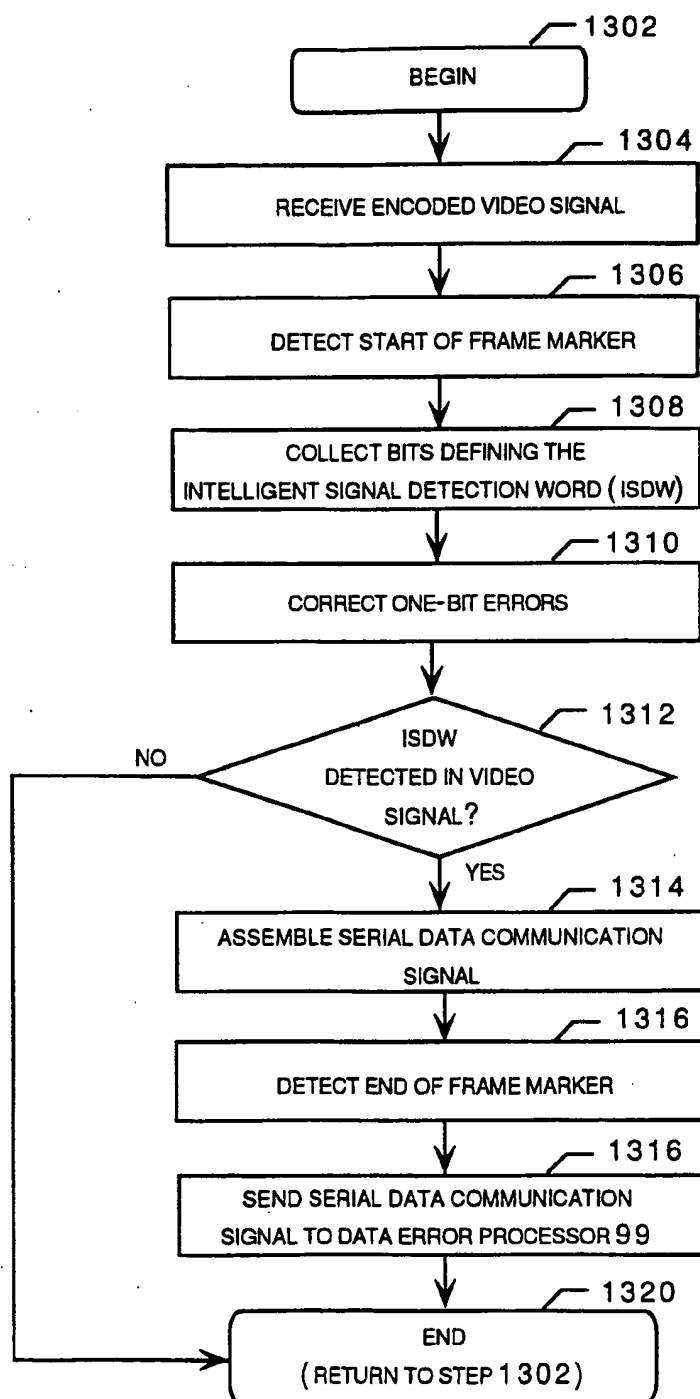 1302
BEGIN
1304
RECEIVE ENCODED VIDEO SIGNAL
1306
DETECT START OF FRAME MARKER
1308
COLLECT BITS DEFINING THE
INTELLIGENT SIGNAL DETECTION WORD (ISDW)
1310
CORRECT ONE-BIT ERRORS
1312
ISDW
DETECTED IN VIDEO
SIGNAL?
NO
YES
1314
ASSEMBLE SERIAL DATA COMMUNICATION
SIGNAL
1316
DETECT END OF FRAME MARKER
1316
SEND SERIAL DATA COMMUNICATION
SIGNAL TO DATA ERROR PROCESSOR 99
1320
END
(RETURN TO STEP 1302)